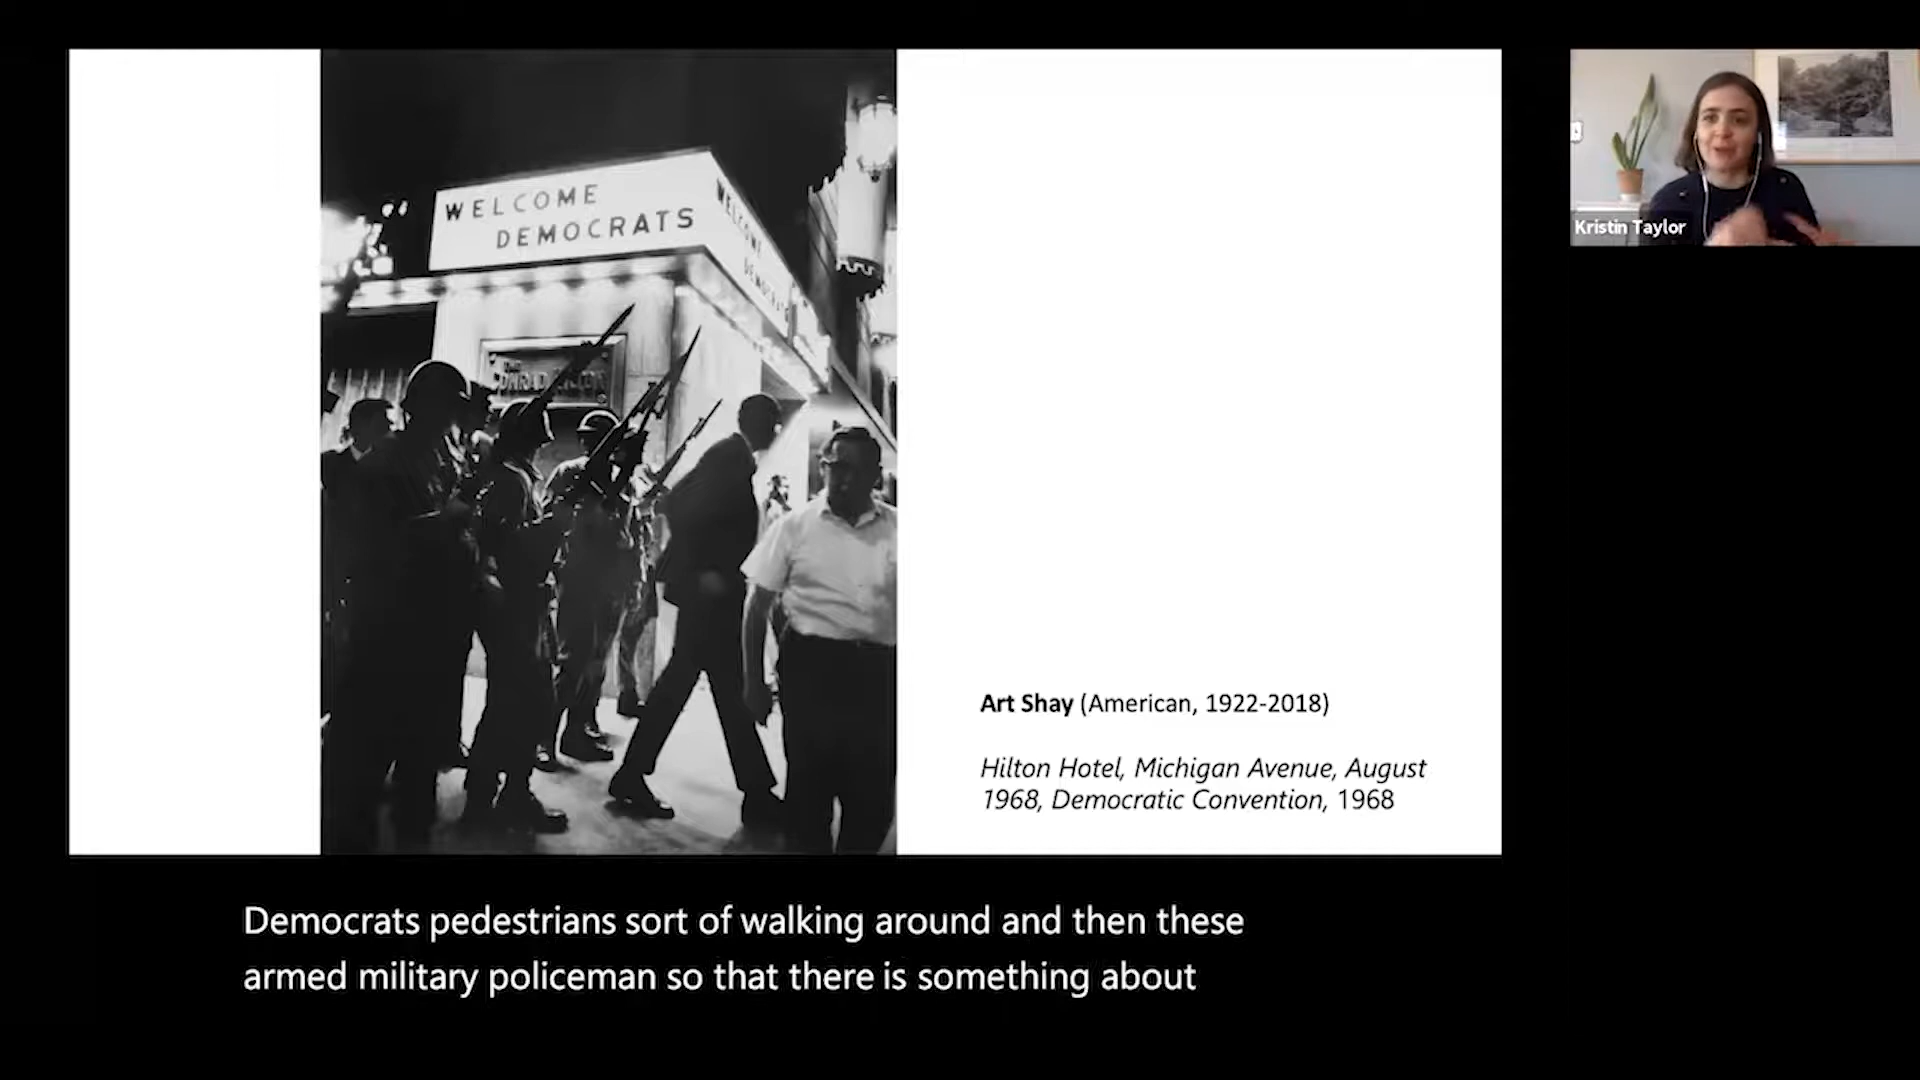 WELCOME
DEMOCRATS
WELCOME
DEMOCRATS
Kristin Taylor
Art Shay (American, 1922-2018)
Hilton Hotel, Michigan Avenue, August
1968, Democratic Convention, 1968
Democrats pedestrians sort of walking around and then these
armed military policeman so that there is something about